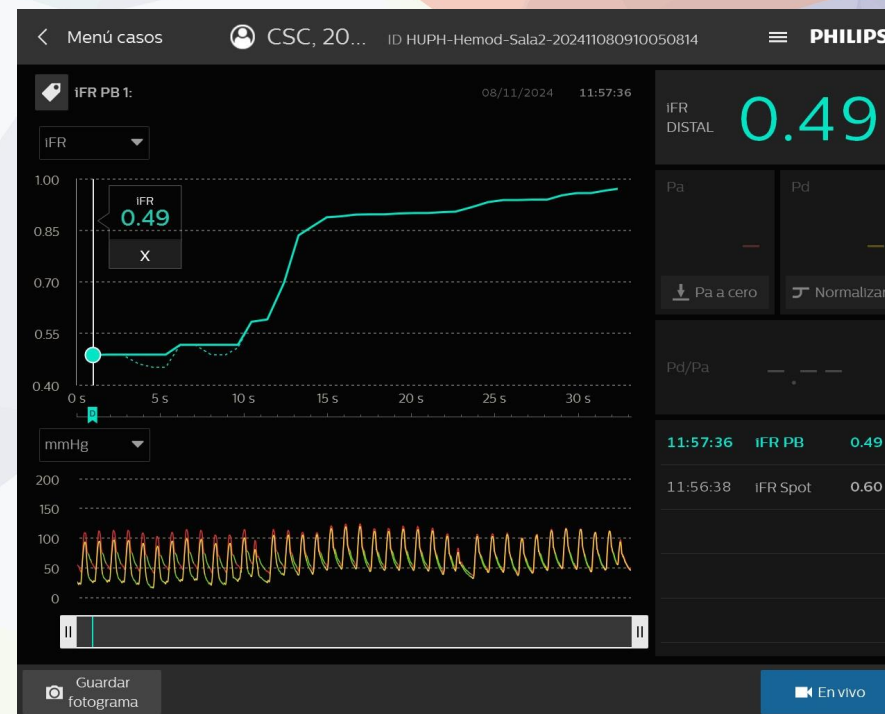 Menú casos
CSC, 20...
ID HUPH-Hemod-Sala2-202411080910050814
PHILIPS
iFR PB 1:
08/11/2024 11:57:36
iFR
iFR
0.49
X
1.00
0.85
0.70
0.55
0.40
0 s 5 s 10 s 15 s 20 s 25 s 30 s
D
mmHg
200
150
100
50
0
Guardar
fotograma
iFR
DISTAL
0.49
Pa
Pd
Pa a cero
Normalizar
Pd/Pa
-.--
11:57:36 iFR PB 0.49
11:56:38 iFR Spot 0.60
En vivo